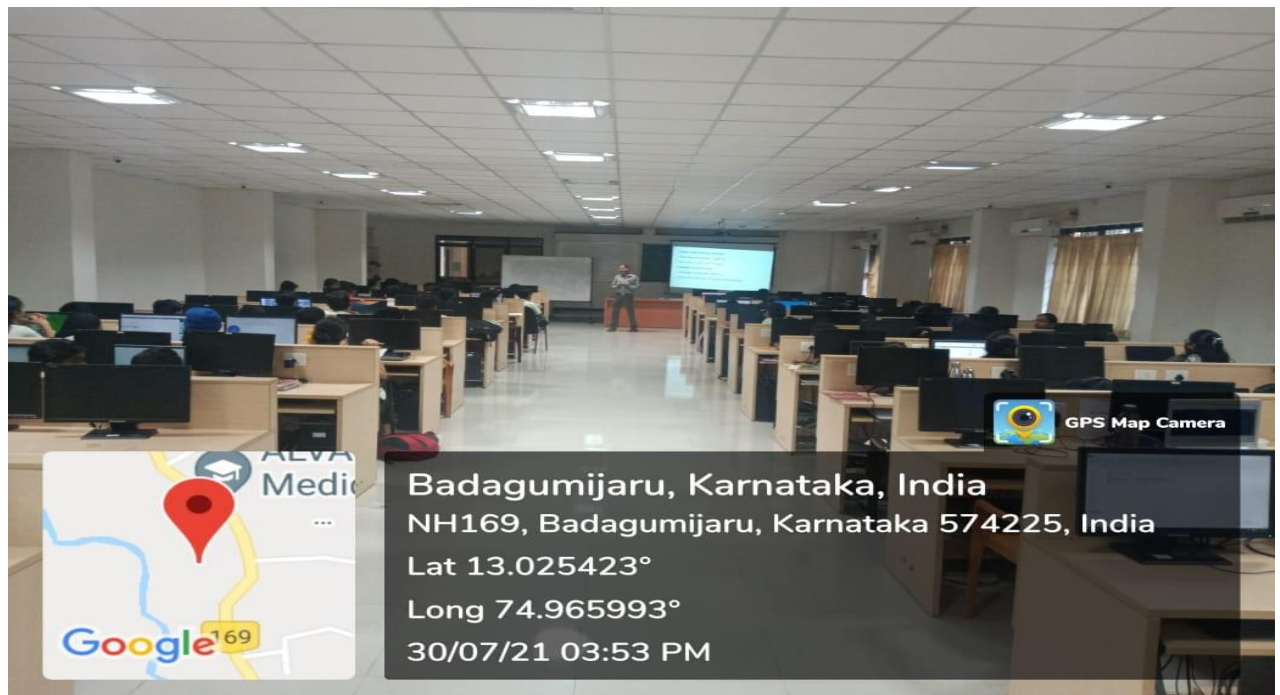 GPS Map Camera
ALVA
Medic
Google
169
Badagumijaru, Karnataka, India
NH169, Badagumijaru, Karnataka 574225, India
Lat 13.025423°
Long 74.965993°
30/07/21 03:53 PM